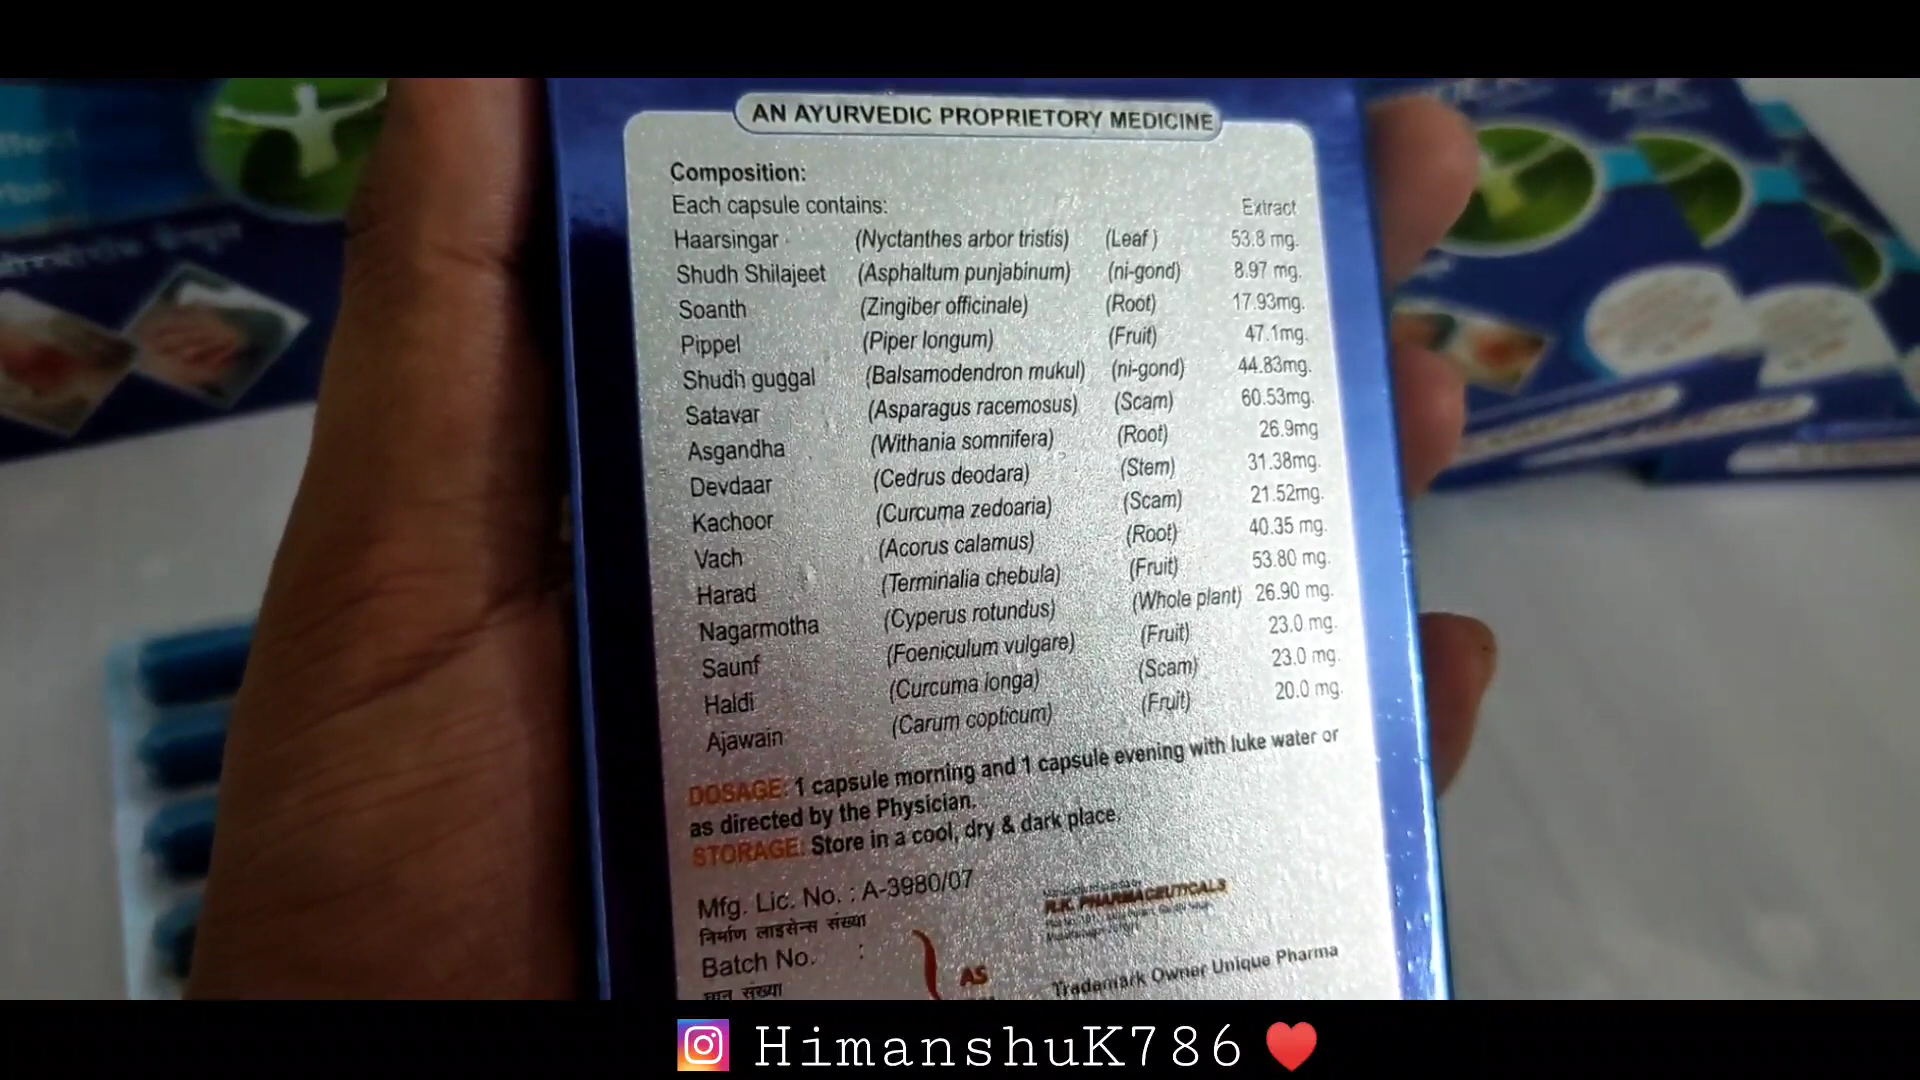 AN AYURVEDIC PROPRIETORY MEDICINE
Composition:
Each capsule contains: Extract
Haarsingar (Nyctanthes arbor tristis) (Leaf ) 53.8 mg.
Shudh Shilajeet (Asphaltum punjabinum) (ni-gond) 8.97 mg.
Soanth (Zingiber officinale) (Root) 17.93mg.
Pippel (Piper longum) (Fruit) 47.1mg.
Shudh guggal (Balsamodendron mukul) (ni-gond) 44.83mg.
Satavar (Asparagus racemosus) (Scam) 60.53mg.
Asgandha (Withania somnifera) (Root) 26.9mg
Devdaar (Cedrus deodara) (Stem) 31.38mg.
Kachoor (Curcuma zedoaria) (Scam) 21.52mg.
Vach (Acorus calamus) (Root) 40.35 mg.
Harad (Terminalia chebula) (Fruit) 53.80 mg.
Nagarmotha (Cyperus rotundus) (Whole plant) 26.90 mg.
Saunf (Foeniculum vulgare) (Fruit) 23.0 mg.
Haldi (Curcuma longa) (Scam) 23.0 mg.
Ajawain (Carum copticum) (Fruit) 20.0 mg.
DOSAGE: 1 capsule morning and 1 capsule evening with luke water or
as directed by the Physician.
STORAGE: Store in a cool, dry & dark place.
Mfg. Lic. No. : A-3980/07
निर्माण लाइसेन्स संख्या
Batch No. :
घान संख्या
AS
PHARMACEUTICALS
Trademark Owner Unique Pharma
HimanshuK786